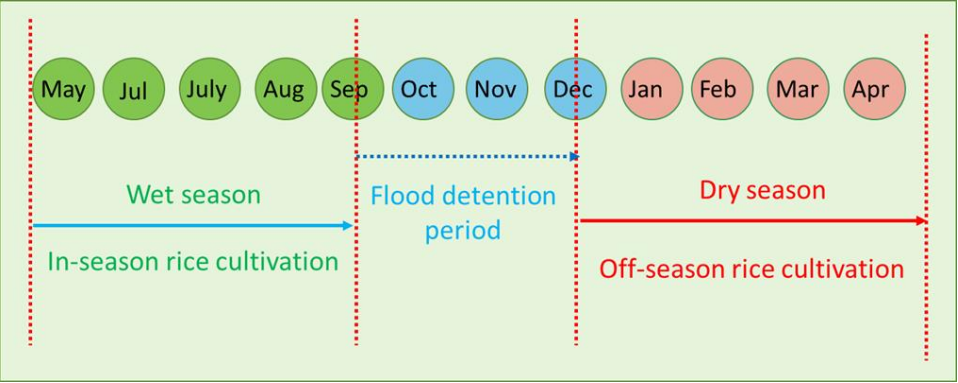 May Jul July Aug Sep Oct Nov Dec Jan Feb Mar Apr
Wet season
In-season rice cultivation
Flood detention
period
Dry season
Off-season rice cultivation